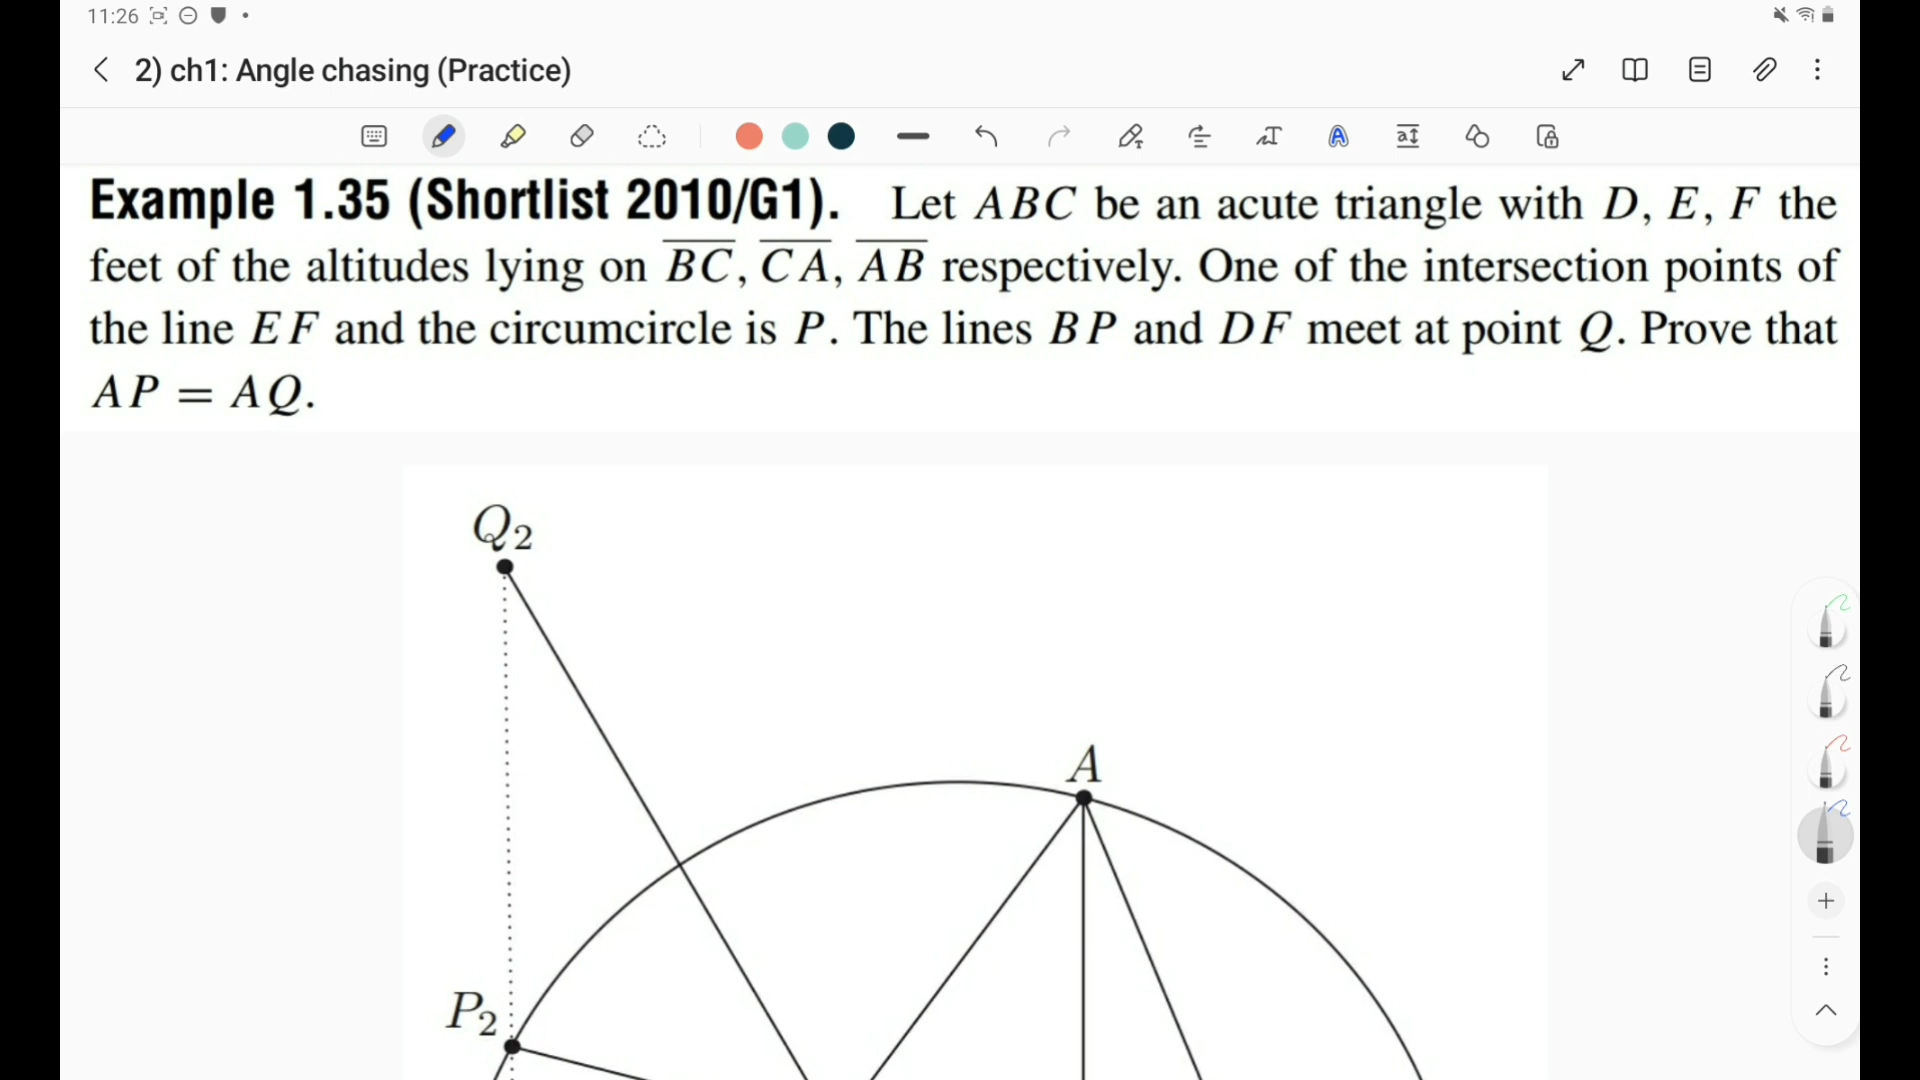 11:26
2) ch1: Angle chasing (Practice)
Example 1.35 (Shortlist 2010/G1). Let ABC be an acute triangle with D, E, F the
feet of the altitudes lying on BC, CA, AB respectively. One of the intersection points of
the line EF and the circumcircle is P. The lines BP and DF meet at point Q. Prove that
AP = AQ.
Q₂
A
P₂